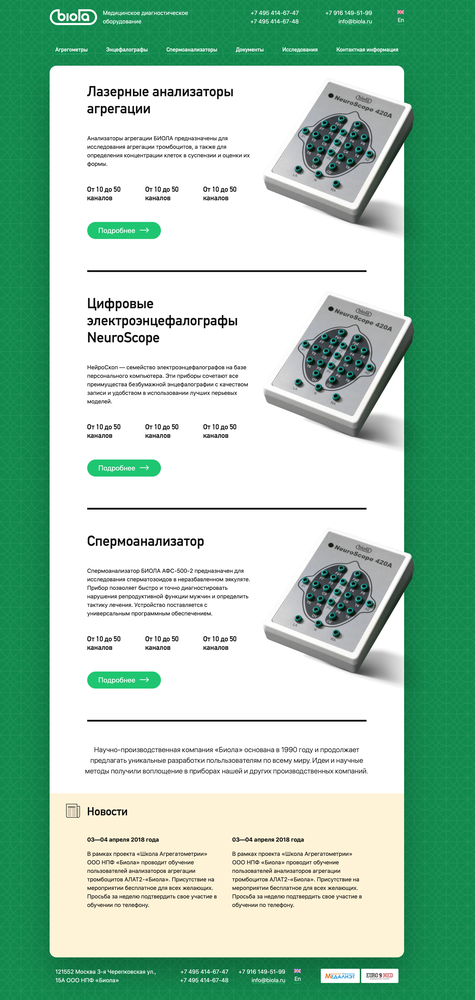 biola
Медицинское диагностическое
оборудование
+7 495 414-67-47
+7 495 414-67-48
+7 916 149-51-99
info@biola.ru
En
Агрегометры Энцефалографы Спермоанализаторы Документы Исследования Контактная информация
Лазерные анализаторы
агрегации
Анализаторы агрегации БИОЛА предназначены для
исследования агрегации тромбоцитов, а также для
определения концентрации клеток в суспензии и оценки их
формы.
От 10 до 50
каналов
От 10 до 50
каналов
От 10 до 50
каналов
Подробнее
biola
NeuroScope 420A
Цифровые
электроэнцефалографы
NeuroScope
НейроСкоп — семейство электроэнцефалографов на базе
персонального компьютера. Эти приборы сочетают все
преимущества безбумажной энцефалографии с качеством
записи и удобством в использовании лучших перьевых
моделей.
От 10 до 50
каналов
От 10 до 50
каналов
От 10 до 50
каналов
Подробнее
biola
NeuroScope 420A
Спермоанализатор
Спермоанализатор БИОЛА АФС-500-2 предназначен для
исследования сперматозоидов в неразбавленном эякуляте.
Прибор позволяет быстро и точно диагностировать
нарушения репродуктивной функции мужчин и определить
тактику лечения. Устройство поставляется с
универсальным программным обеспечением.
От 10 до 50
каналов
От 10 до 50
каналов
От 10 до 50
каналов
Подробнее
biola
NeuroScope 420A
Научно-производственная компания «Биола» основана в 1990 году и продолжает
предлагать уникальные разработки пользователям по всему миру. Идеи и научные
методы получили воплощение в приборах нашей и других производственных компаний.
Новости
03—04 апреля 2018 года
В рамках проекта «Школа Агрегатометрии»
ООО НПФ «Биола» проводит обучение
пользователей анализаторов агрегации
тромбоцитов АЛАТ2-«Биола». Присутствие на
мероприятии бесплатное для всех желающих.
Просьба за неделю подтвердить свое участие в
обучении по телефону.
03—04 апреля 2018 года
В рамках проекта «Школа Агрегатометрии»
ООО НПФ «Биола» проводит обучение
пользователей анализаторов агрегации
тромбоцитов АЛАТ2-«Биола». Присутствие на
мероприятии бесплатное для всех желающих.
Просьба за неделю подтвердить свое участие в
обучении по телефону.
121552 Москва 3-я Черепковская ул.,
15А ООО НПФ «Биола»
+7 495 414-67-47
+7 495 414-67-48
+7 916 149-51-99
info@biola.ru
En